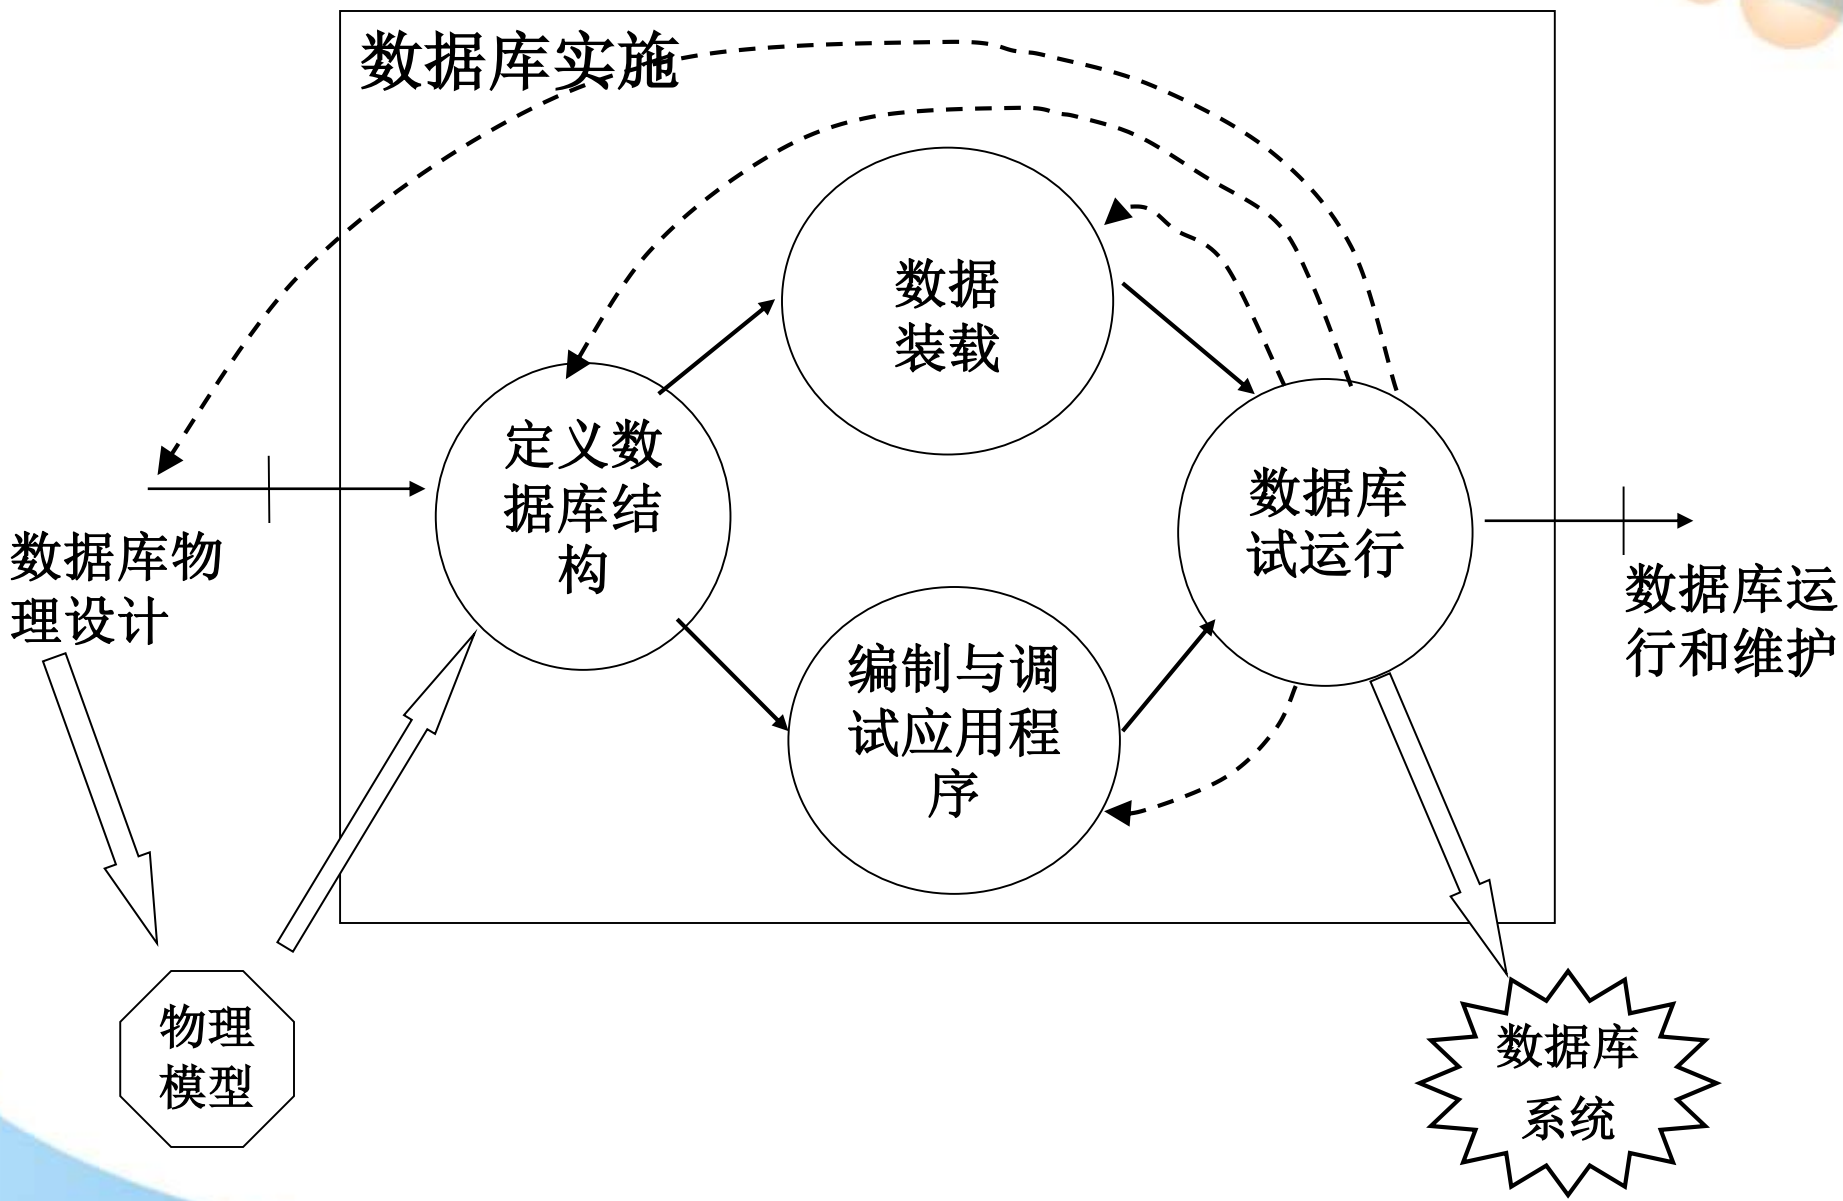 数据库实施
数据
装载
定义数
据库结
构
数据库
试运行
数据库物
理设计
数据库运
行和维护
编制与调
试应用程
序
物理
模型
数据库
系统